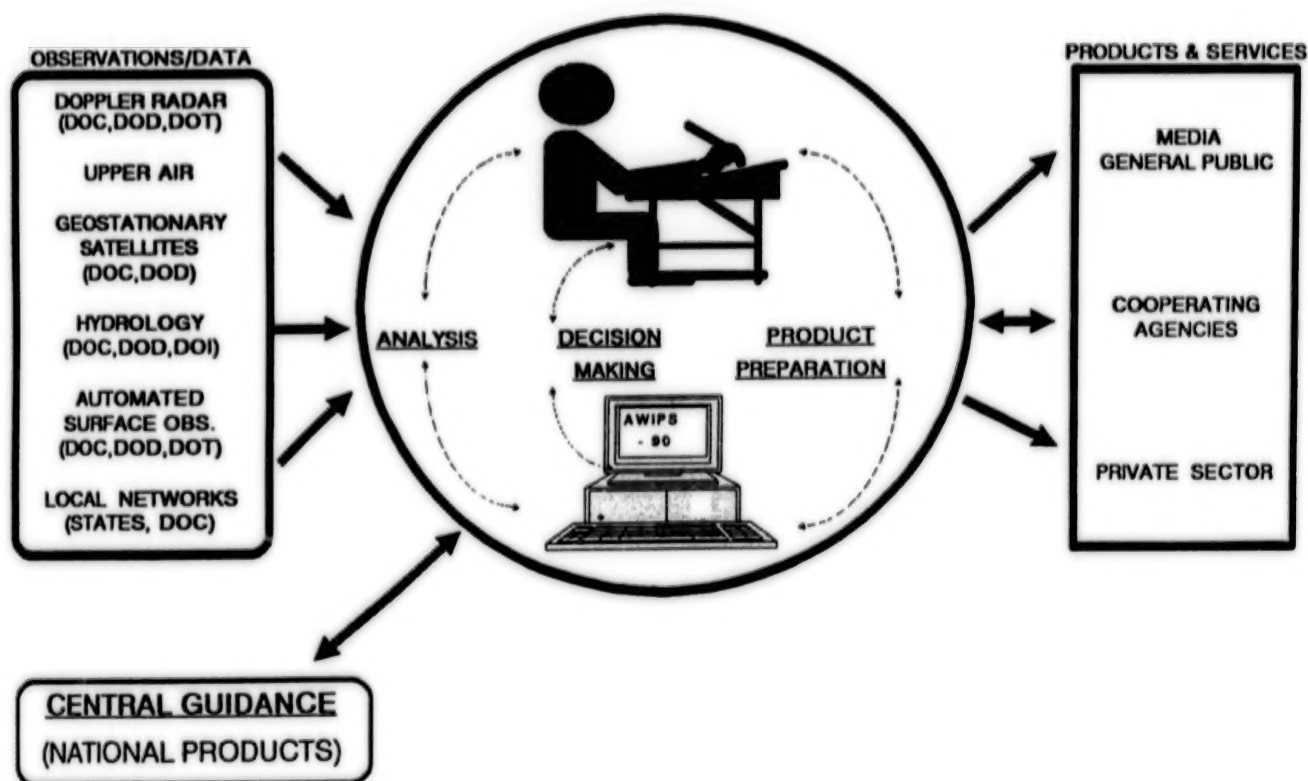 OBSERVATIONS/DATA
DOPPLER RADAR
(DOC,DOD,DOT)
UPPER AIR
GEOSTATIONARY
SATELLITES
(DOC,DOD)
HYDROLOGY
(DOC,DOD,DOI)
AUTOMATED
SURFACE OBS.
(DOC,DOD,DOT)
LOCAL NETWORKS
(STATES, DOC)
ANALYSIS
DECISION
MAKING
PRODUCT
PREPARATION
AWIPS
- 90
PRODUCTS & SERVICES
MEDIA
GENERAL PUBLIC
COOPERATING
AGENCIES
PRIVATE SECTOR
CENTRAL GUIDANCE
(NATIONAL PRODUCTS)